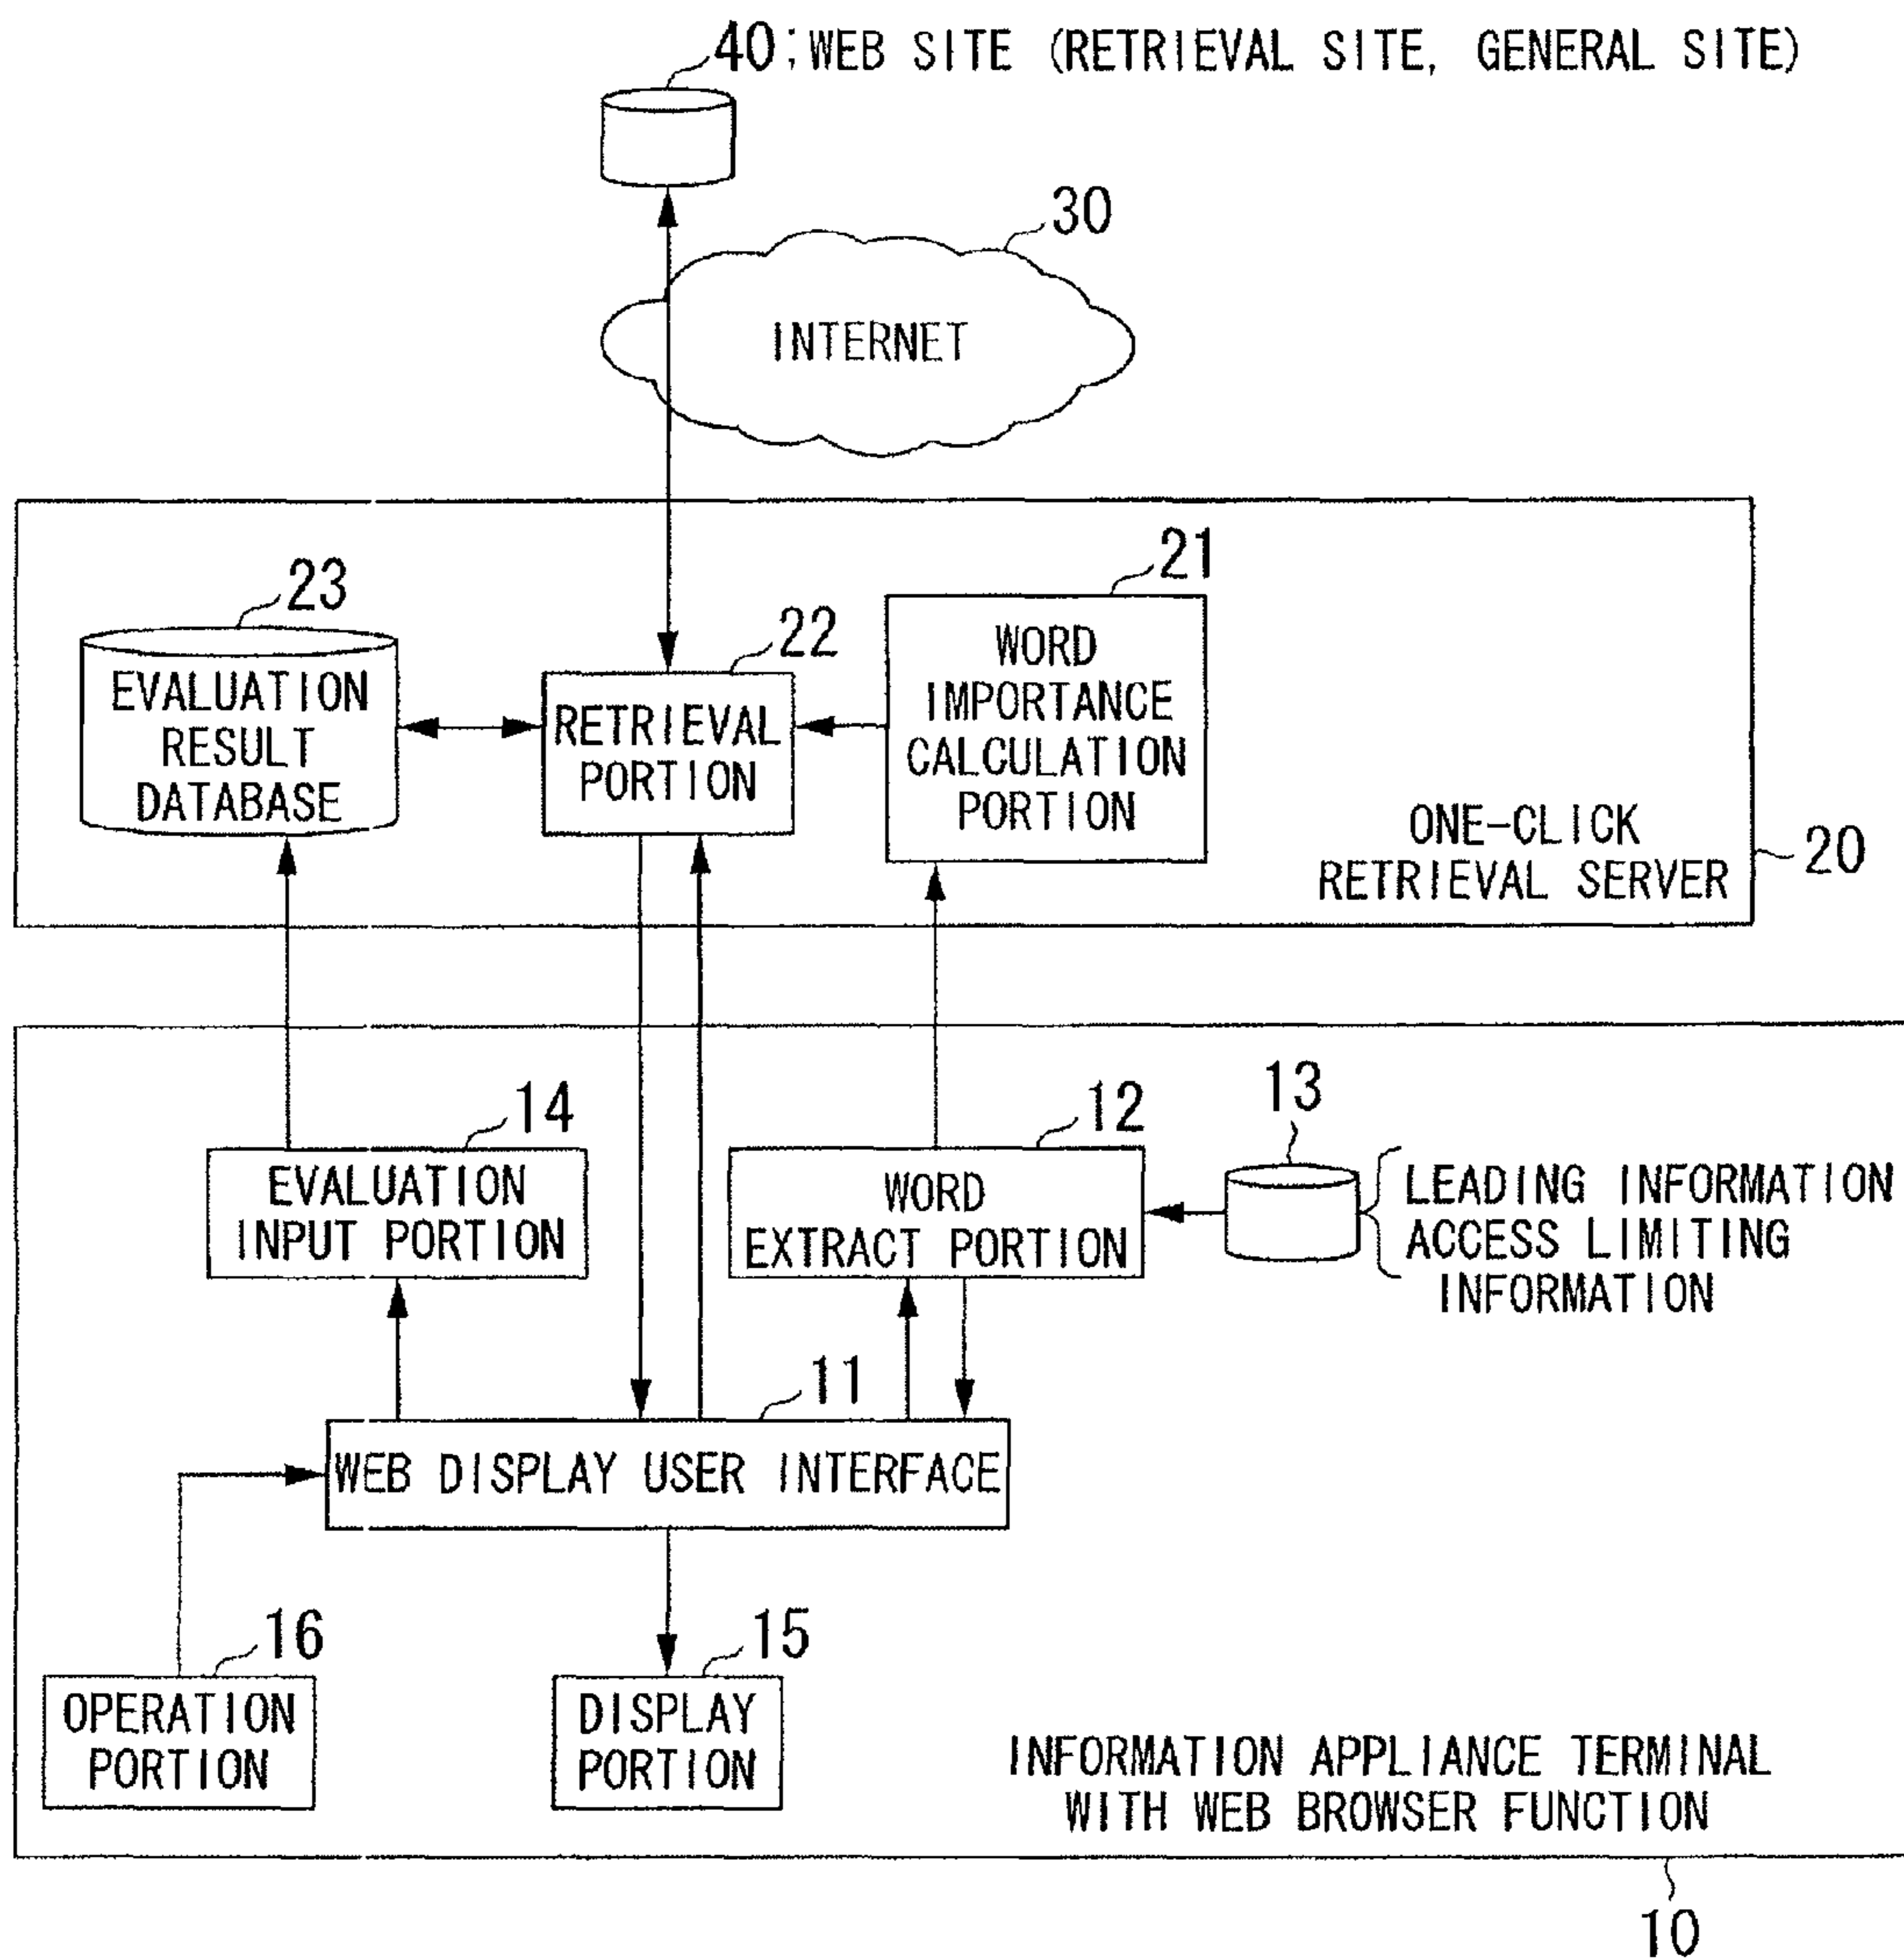 40; WEB SITE (RETRIEVAL SITE, GENERAL SITE)
30
INTERNET
23
EVALUATION
RESULT
DATABASE
22
RETRIEVAL
PORTION
21
WORD
IMPORTANCE
CALCULATION
PORTION
ONE-CLICK
RETRIEVAL SERVER
20
14
EVALUATION
INPUT PORTION
12
WORD
EXTRACT PORTION
13
LEADING INFORMATION
ACCESS LIMITING
INFORMATION
11
WEB DISPLAY USER INTERFACE
16
OPERATION
PORTION
15
DISPLAY
PORTION
INFORMATION APPLIANCE TERMINAL
WITH WEB BROWSER FUNCTION
10